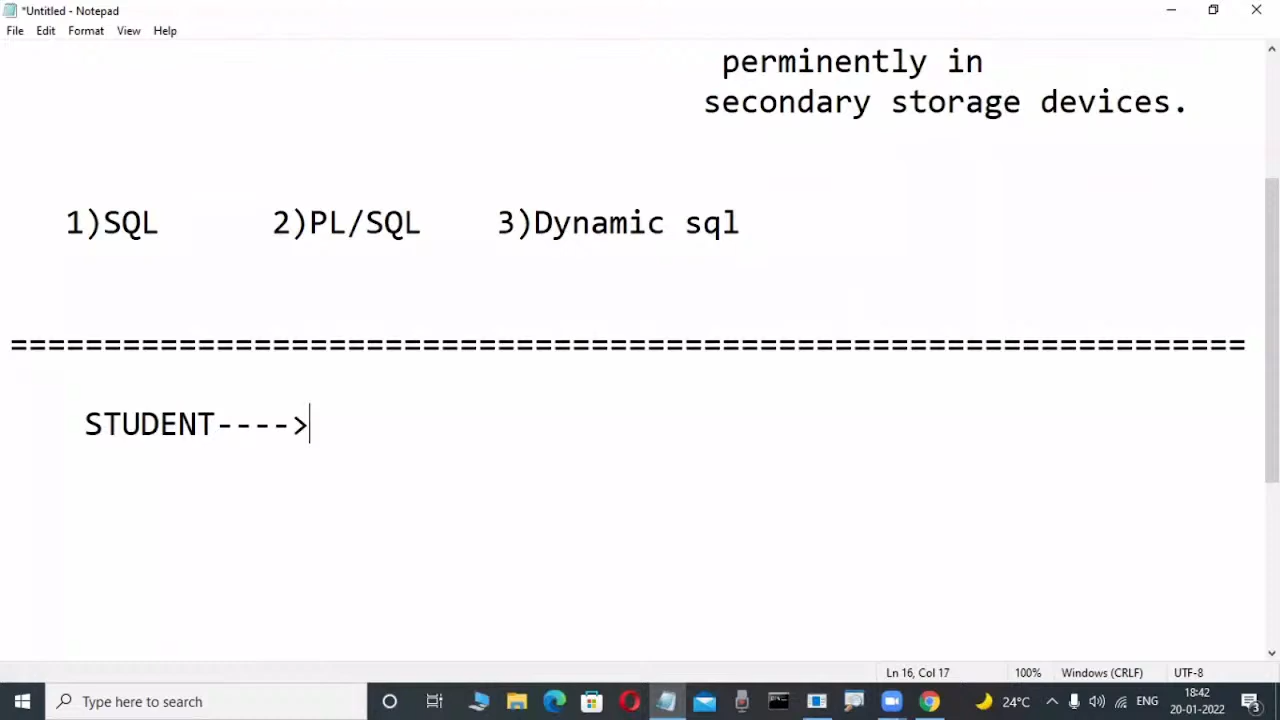 *Untitled - Notepad
File Edit Format View Help
perminently in
secondary storage devices.
1)SQL 2)PL/SQL 3)Dynamic sql
==================================================================
STUDENT---->
Ln 16, Col 17 100% Windows (CRLF) UTF-8
Type here to search
24°C ENG 18:42
20-01-2022
3